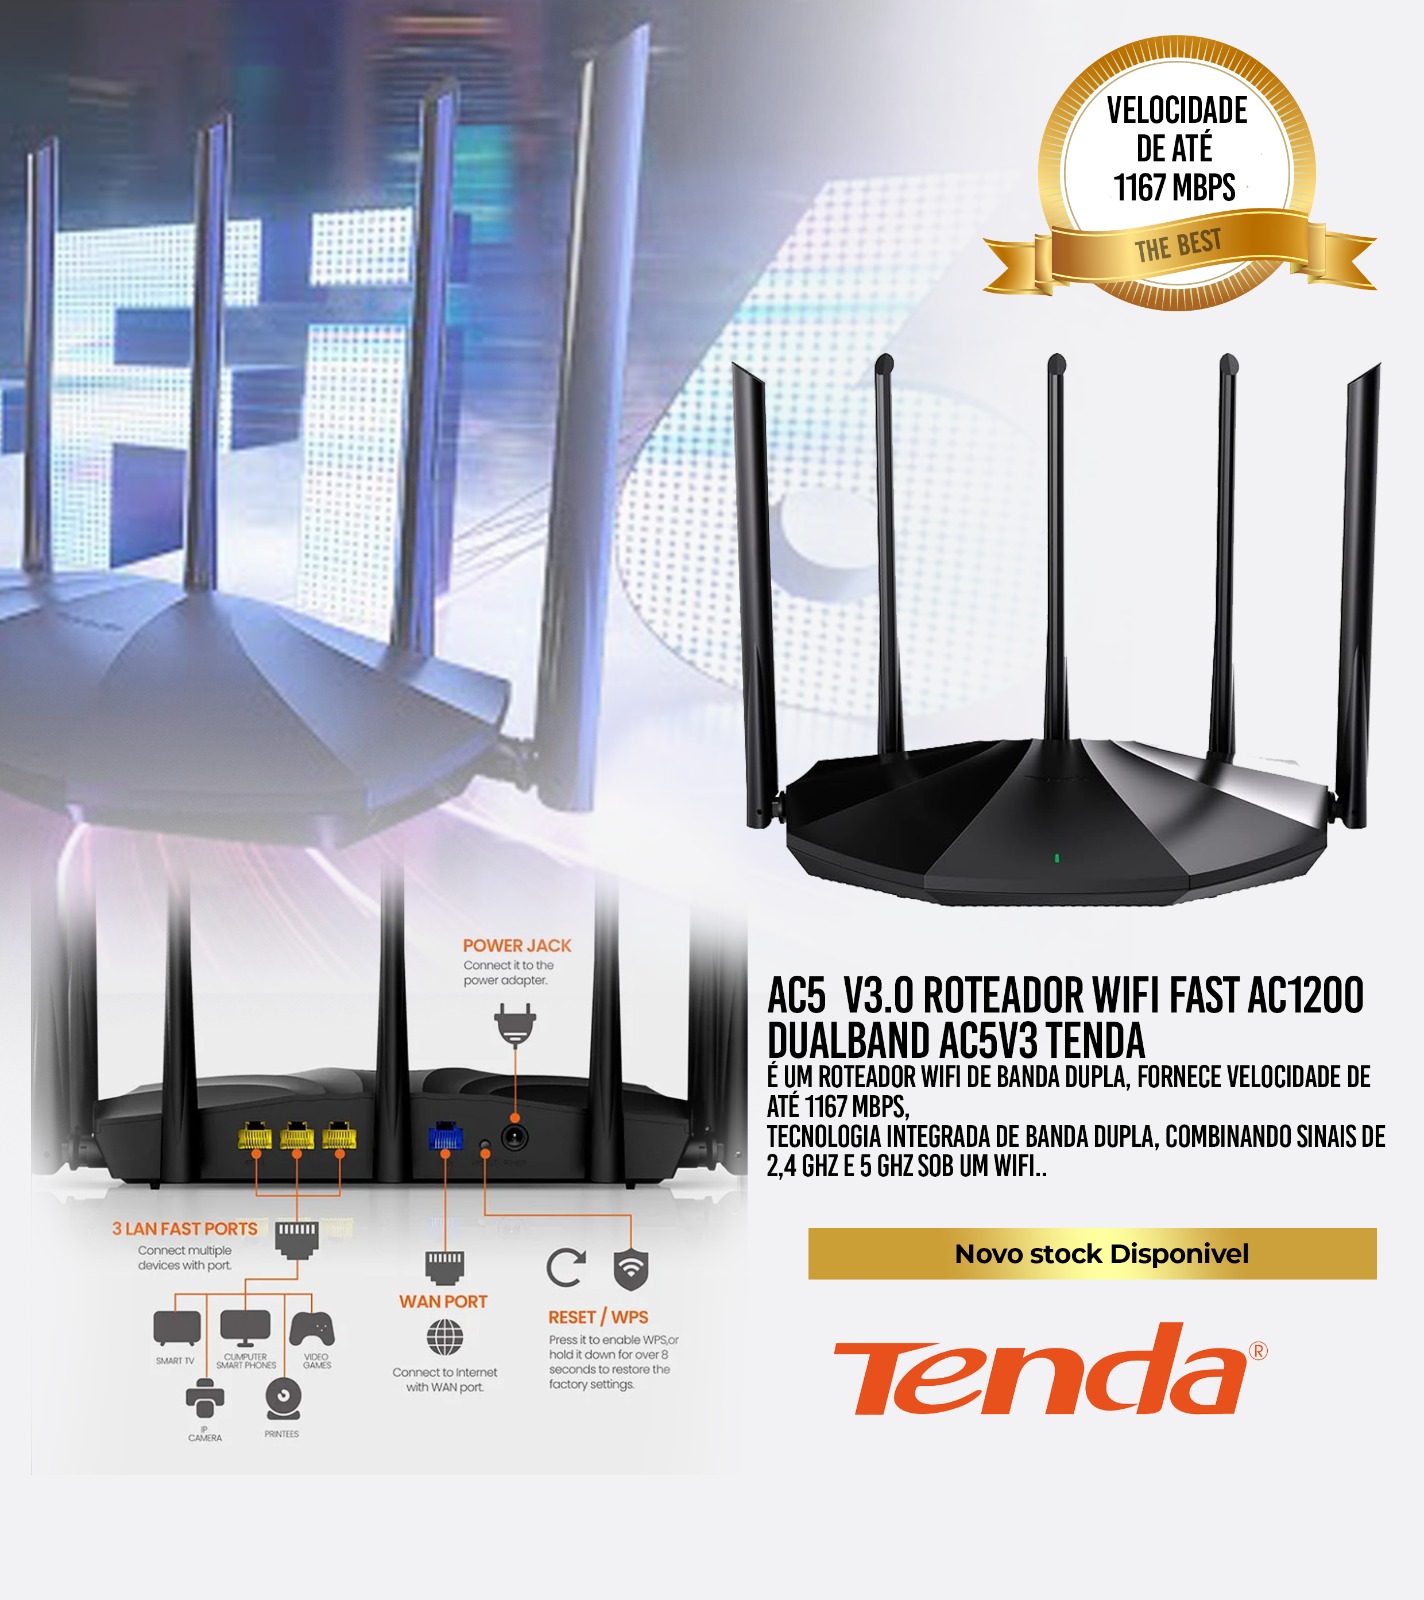 VELOCIDADE
DE ATÉ
1167 MBPS
THE BEST
Fi 6
POWER JACK
Connect it to the
power adapter.
3 LAN FAST PORTS
Connect multiple
devices with port.
SMART TV
CUMPUTER
SMART PHONES
VIDEO
GAMES
IP
CAMERA
PRINTEES
WAN PORT
Connect to Internet
with WAN port.
RESET / WPS
Press it to enable WPS,or
hold it down for over 8
seconds to restore the
factory settings.
AC5 V3.0 ROTEADOR WIFI FAST AC1200
DUALBAND AC5V3 TENDA
É UM ROTEADOR WIFI DE BANDA DUPLA, FORNECE VELOCIDADE DE
ATÉ 1167 MBPS,
TECNOLOGIA INTEGRADA DE BANDA DUPLA, COMBINANDO SINAIS DE
2,4 GHZ E 5 GHZ SOB UM WIFI..
Novo stock Disponivel
Tenda®